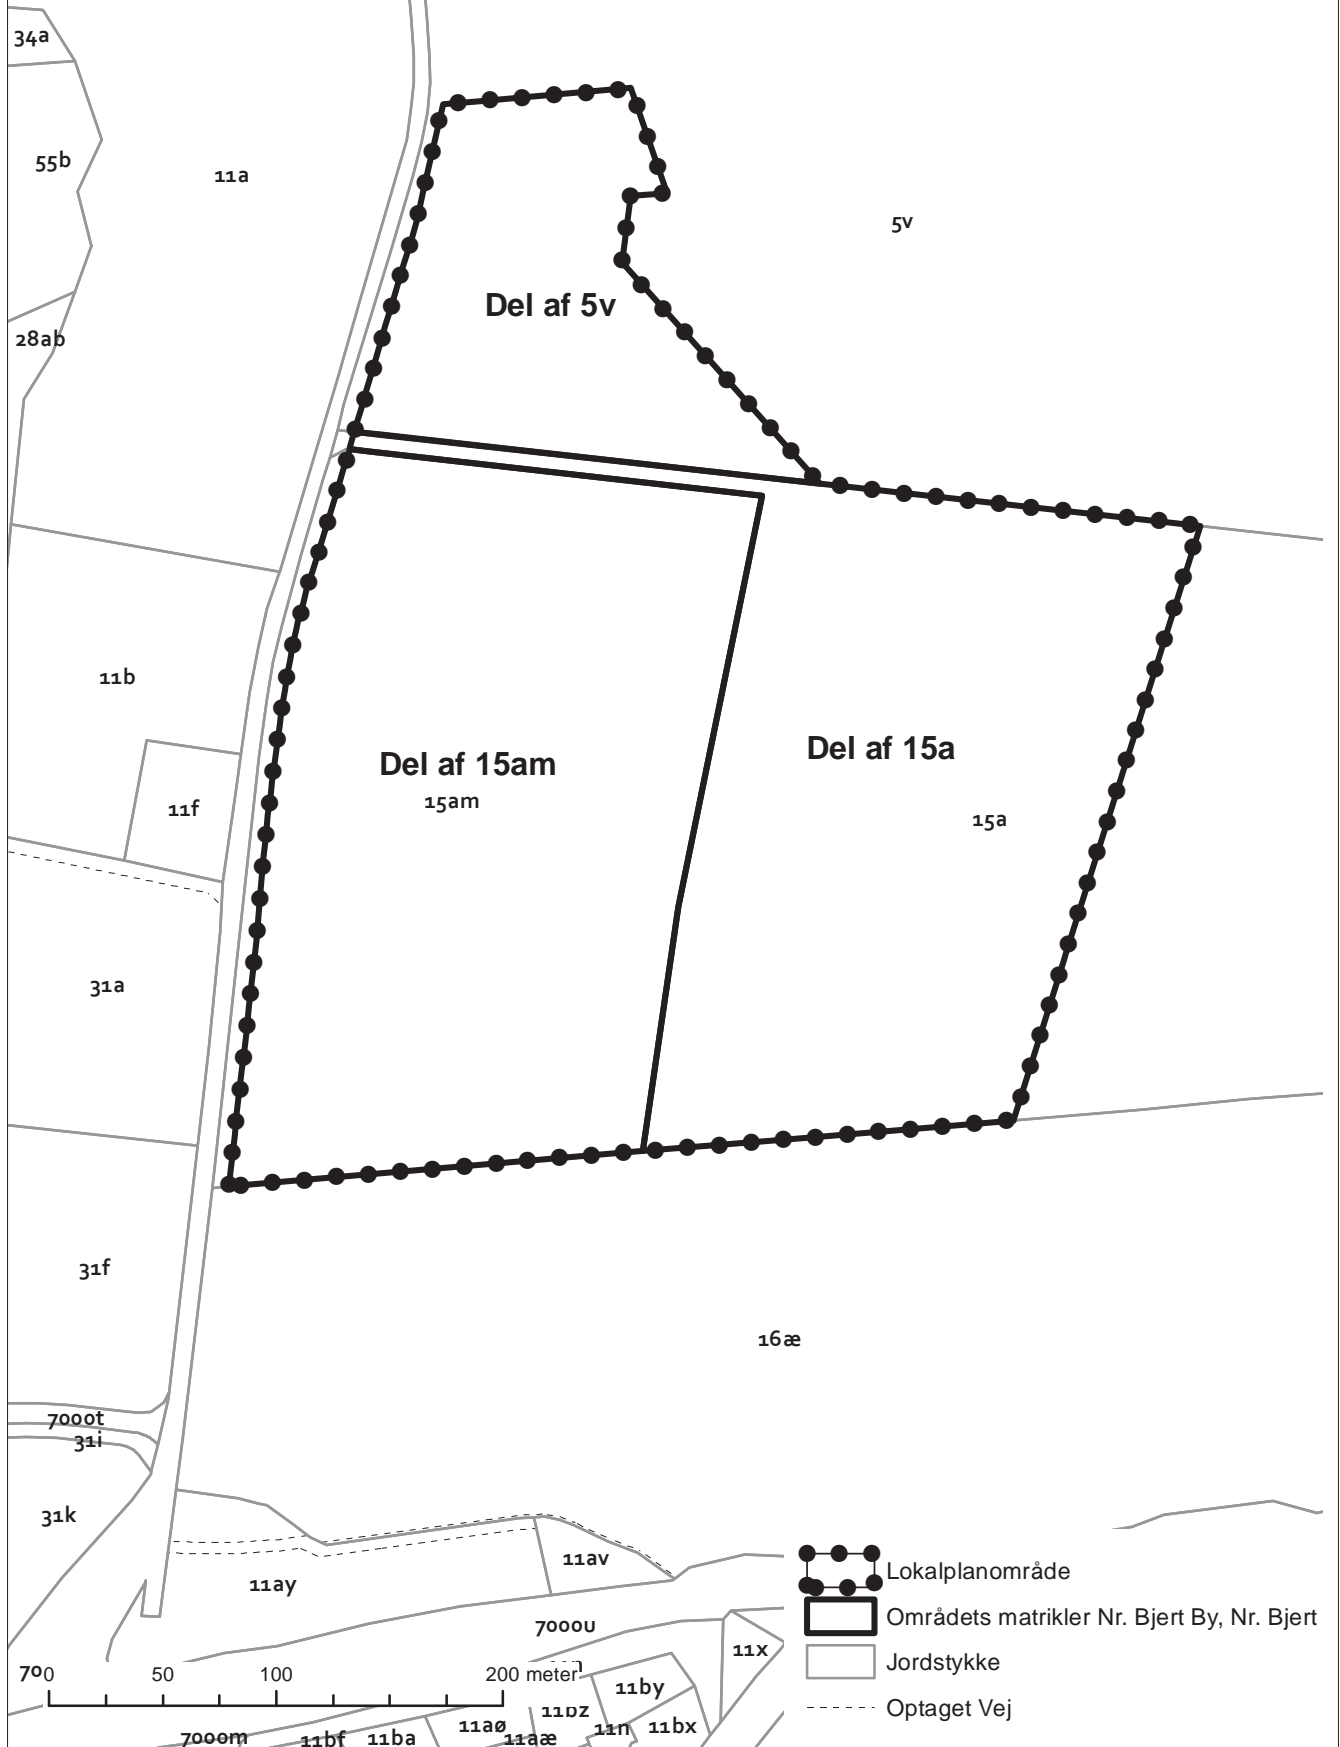 34a
55b
11a
5v
Del af 5v
28ab
11b
Del af 15am
15am
Del af 15a
15a
11f
31a
31f
16æ
7000t
31i
31k
11ay
11av
7000u
11x
11by
11bz
11n
11bx
11aø
11aæ
11ba
11bf
7000m
0 50 100 200 meter
Lokalplanområde
Områdets matrikler Nr. Bjert By, Nr. Bjert
Jordstykke
Optaget Vej